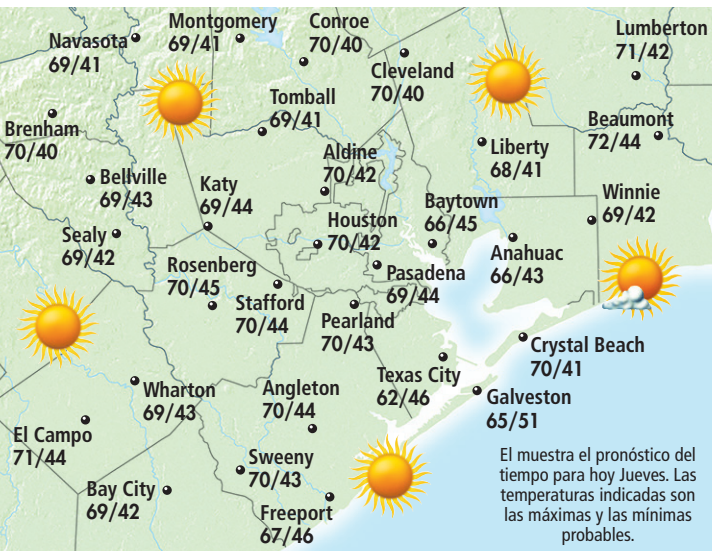 Montgomery
69/41
Conroe
70/40
Lumberton
71/42
Navasota
69/41
Cleveland
70/40
Tomball
69/41
Brenham
70/40
Beaumont
72/44
Liberty
68/41
Aldine
70/42
Bellville
69/43
Katy
69/44
Baytown
66/45
Winnie
69/42
Houston
70/42
Sealy
69/42
Anahuac
66/43
Rosenberg
70/45
Pasadena
69/44
Stafford
70/44
Pearland
70/43
Crystal Beach
70/41
Texas City
62/46
Wharton
69/43
Angleton
70/44
Galveston
65/51
El Campo
71/44
Sweeny
70/43
Bay City
69/42
Freeport
67/46
El muestra el pronóstico del
tiempo para hoy Jueves. Las
temperaturas indicadas son
las máximas y las mínimas
probables.